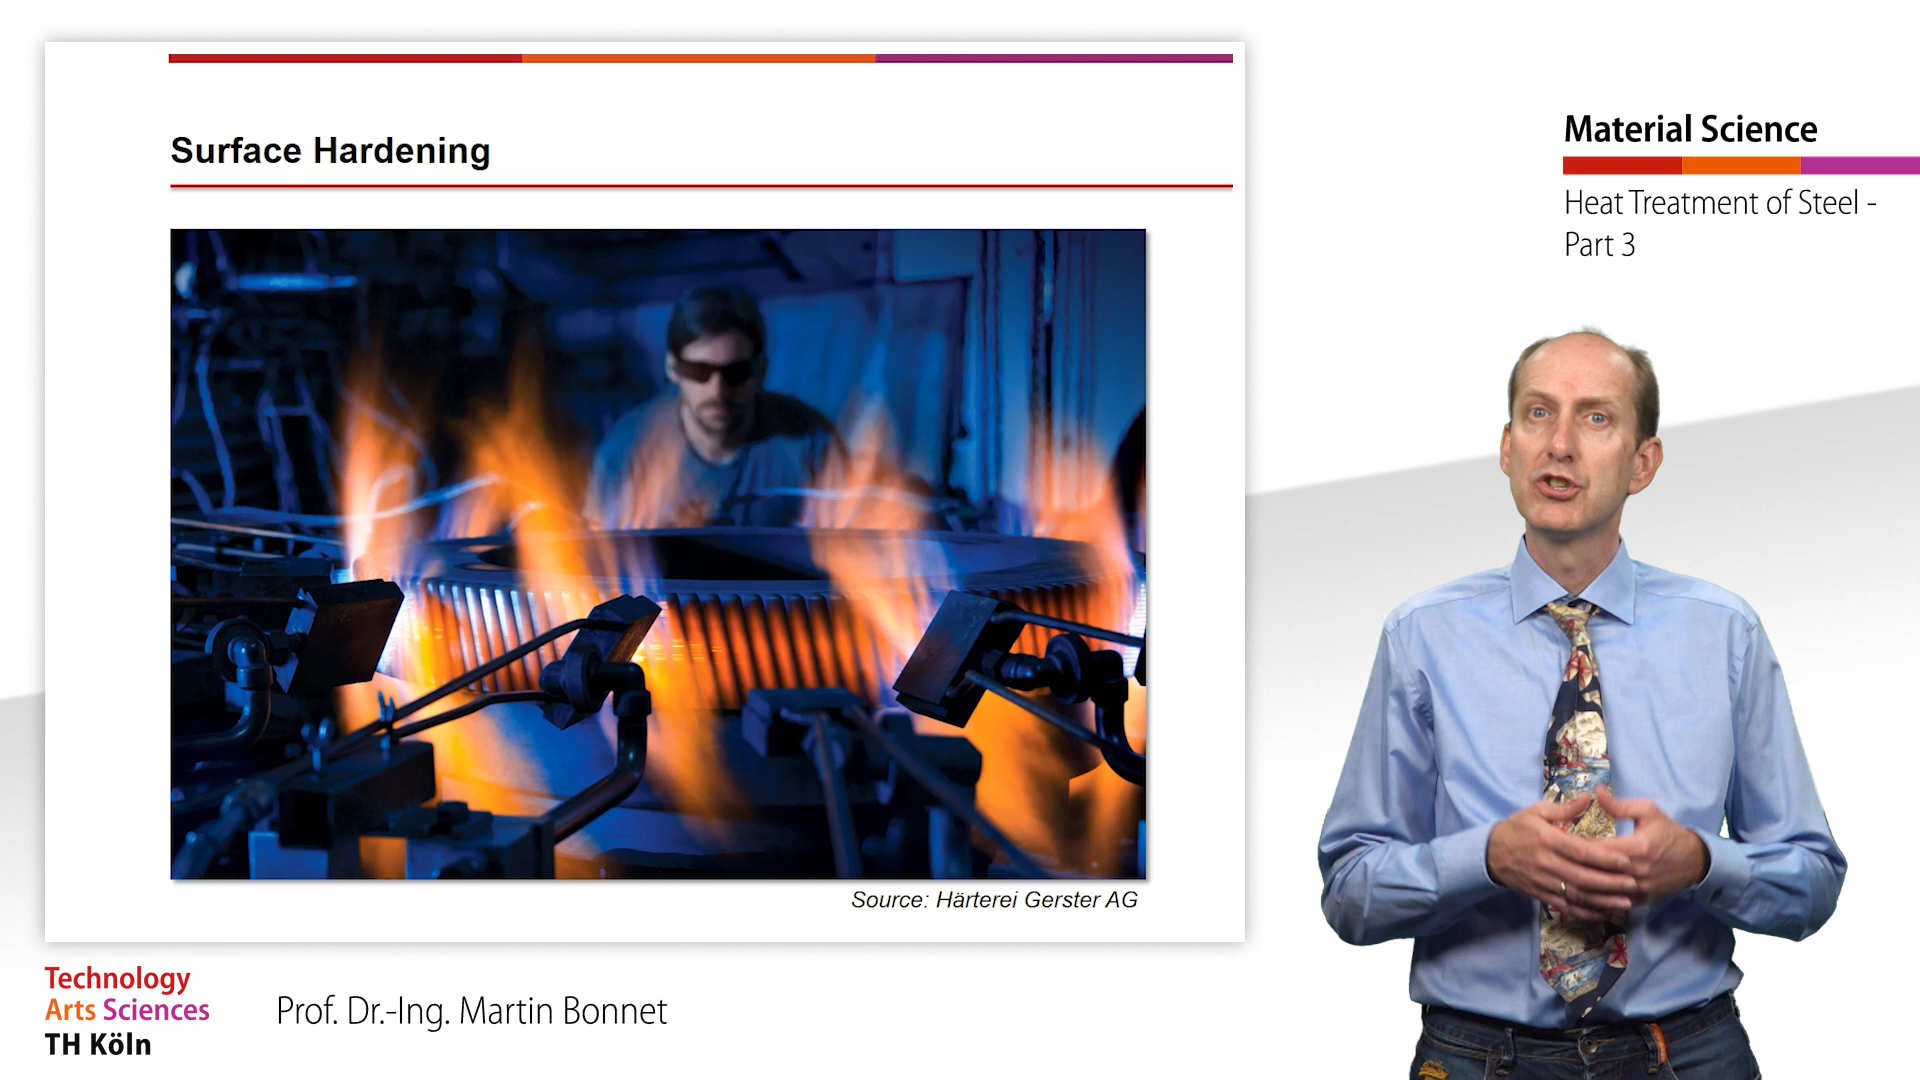 Surface Hardening
Source: Härterei Gerster AG
Material Science
Heat Treatment of Steel -
Part 3
Technology
Arts Sciences
TH Köln
Prof. Dr.-Ing. Martin Bonnet